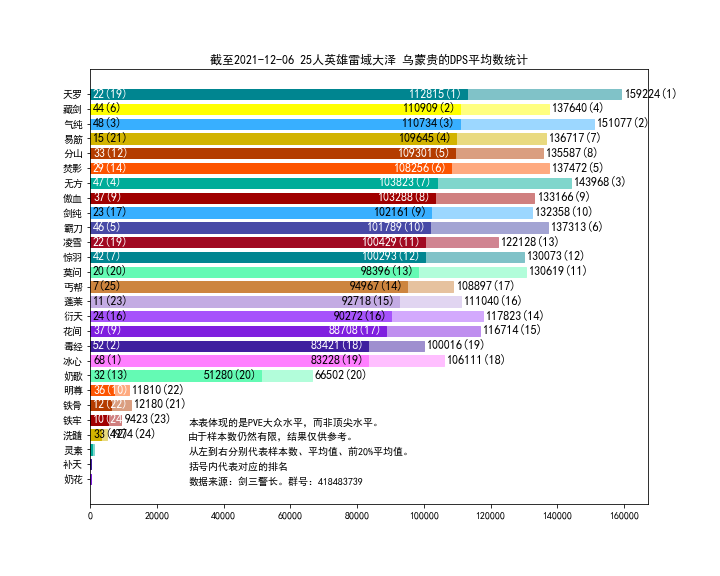 截至2021-12-06 25人英雄雷域大泽 乌蒙贵的DPS平均数统计
天罗 22(19) 112815(1) 159224(1)
藏剑 44(6) 110909(2) 137640(4)
气纯 48(3) 110734(3) 151077(2)
易筋 15(21) 109645(4) 136717(7)
分山 33(12) 109301(5) 135587(8)
焚影 29(14) 108256(6) 137472(5)
无方 47(4) 103823(7) 143968(3)
傲血 37(9) 103288(8) 133166(9)
剑纯 23(17) 102161(9) 132358(10)
霸刀 46(5) 101789(10) 137313(6)
凌雪 22(19) 100429(11) 122128(13)
惊羽 42(7) 100293(12) 130073(12)
莫问 20(20) 98396(13) 130619(11)
丐帮 7(25) 94967(14) 108897(17)
蓬莱 11(23) 92718(15) 111040(16)
衍天 24(16) 90272(16) 117823(14)
花间 37(9) 88708(17) 116714(15)
毒经 52(2) 83421(18) 100016(19)
冰心 68(1) 83228(19) 106111(18)
奶歌 32(13) 51280(20) 66502(20)
明尊 36(10) 11810(22)
铁骨 12(22) 12180(21)
铁牢 10(24) 9423(23)
洗髓 33(12) (24)
灵素
补天
奶花
本表体现的是PVE大众水平，而非顶尖水平。
由于样本数仍然有限，结果仅供参考。
从左到右分别代表样本数、平均值、前20%平均值。
括号内代表对应的排名
数据来源：剑三警长。群号：418483739
0 20000 40000 60000 80000 100000 120000 140000 160000